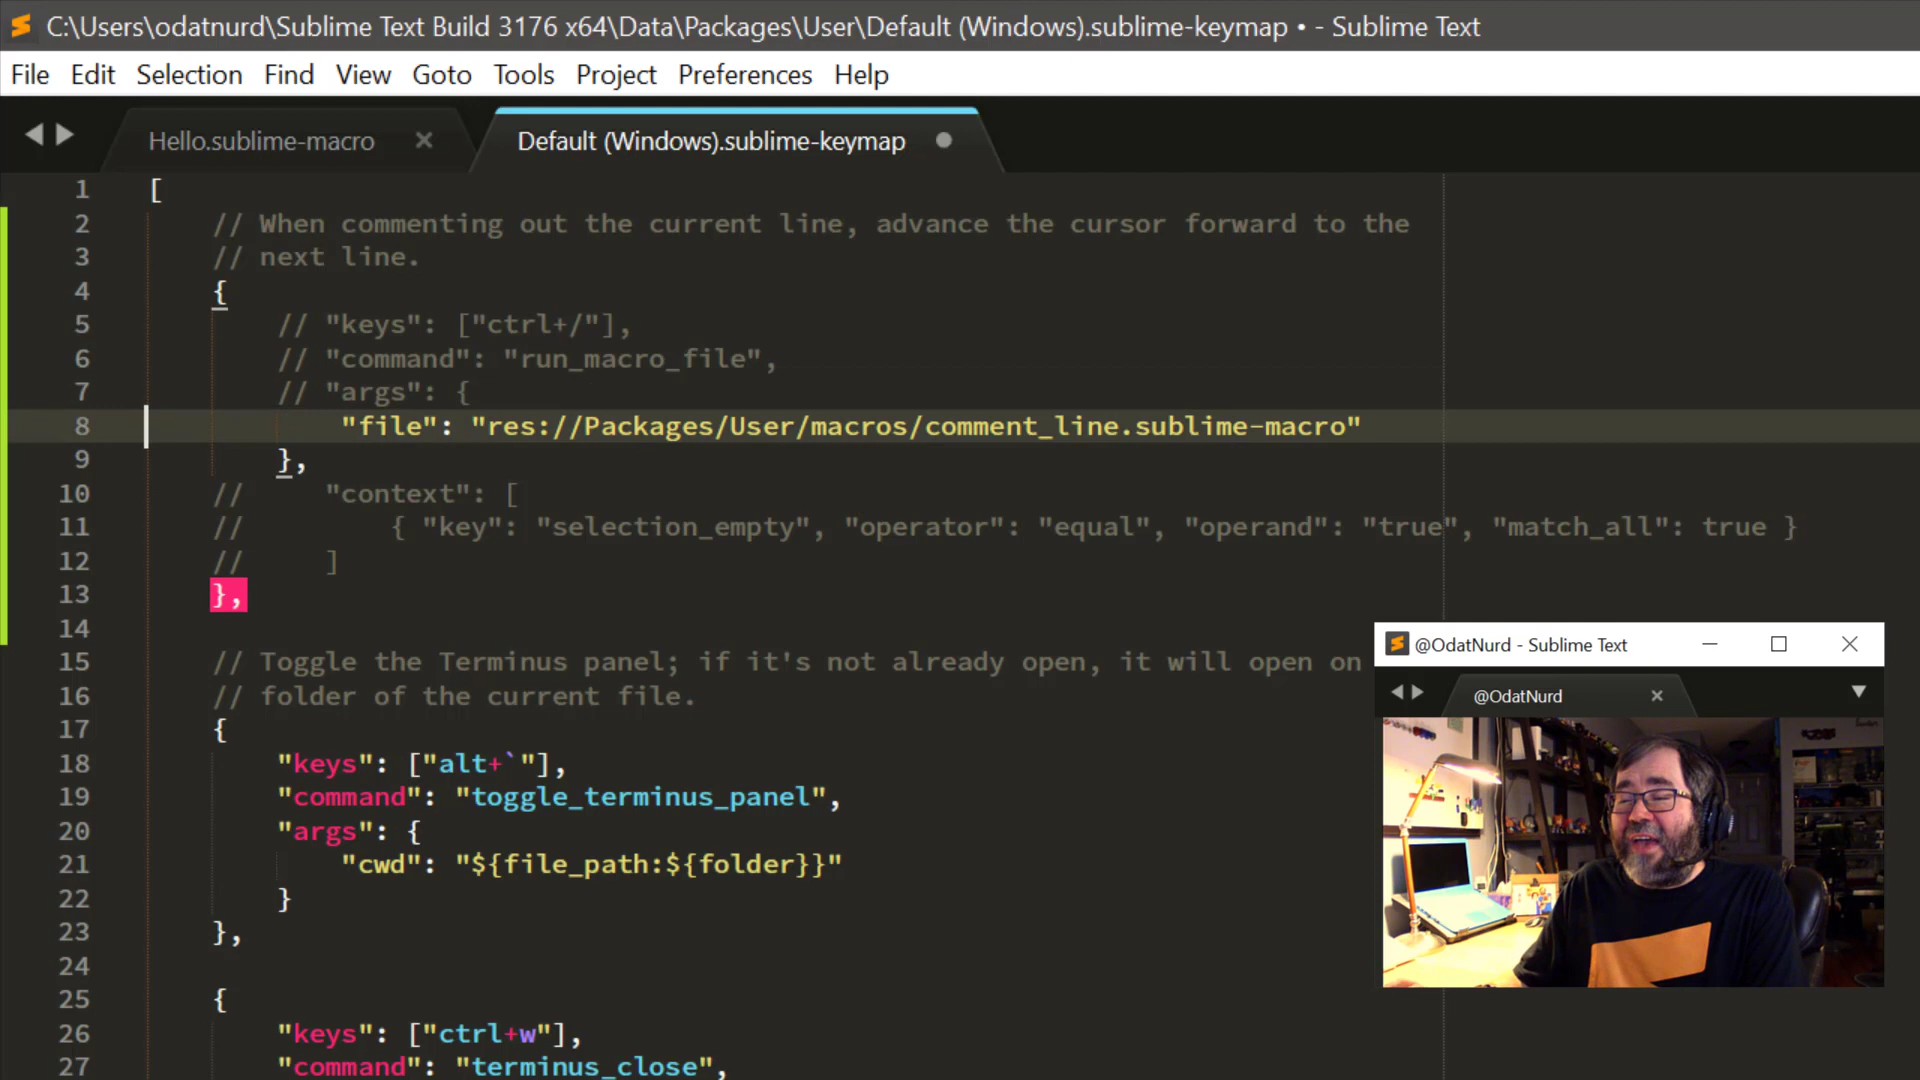 C:\Users\odatnurd\Sublime Text Build 3176 x64\Data\Packages\User\Default (Windows).sublime-keymap • - Sublime Text
File Edit Selection Find View Goto Tools Project Preferences Help
Hello.sublime-macro Default (Windows).sublime-keymap
1 [
2 // When commenting out the current line, advance the cursor forward to the
3 // next line.
4 {
5 // "keys": ["ctrl+/"],
6 // "command": "run_macro_file",
7 // "args": {
8 "file": "res://Packages/User/macros/comment_line.sublime-macro"
9 },
10 // "context": [
11 // { "key": "selection_empty", "operator": "equal", "operand": "true", "match_all": true }
12 // ]
13 },
14
15 // Toggle the Terminus panel; if it's not already open, it will open on
16 // folder of the current file.
17 {
18 "keys": ["alt+`"],
19 "command": "toggle_terminus_panel",
20 "args": {
21 "cwd": "${file_path:${folder}}"
22 }
23 },
24
25 {
26 "keys": ["ctrl+w"],
27 "command": "terminus_close",
@OdatNurd - Sublime Text
@OdatNurd